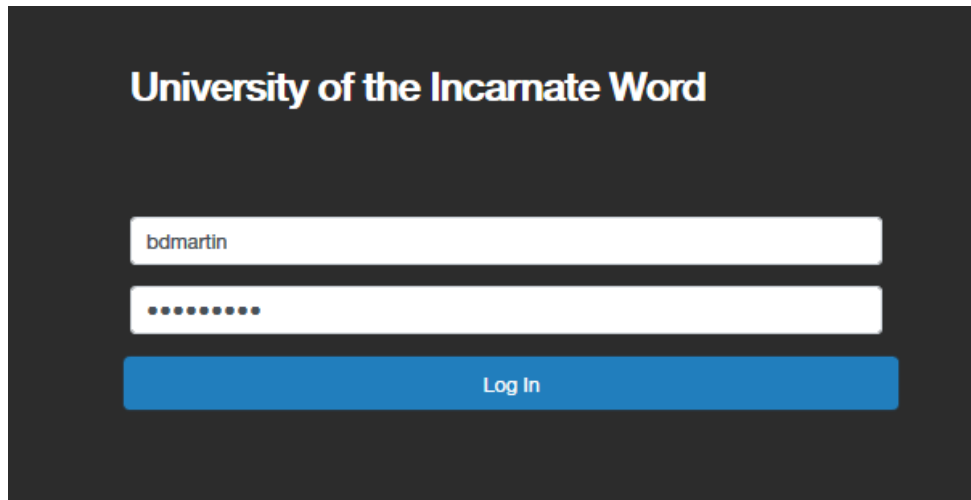 University of the Incarnate Word
bdmartin
•••••••••
Log In